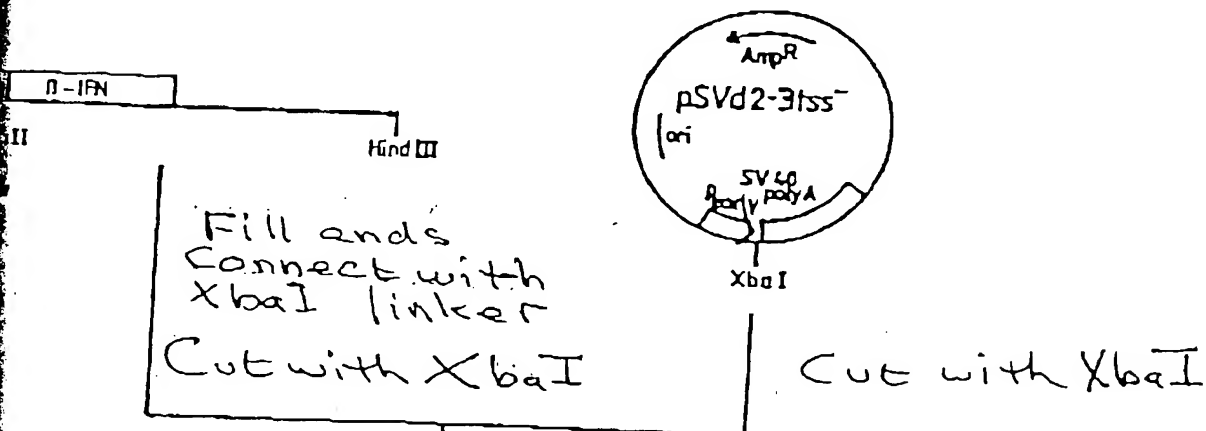 β-IFN
II
Hind III
AmpR
pSVd2-3tss-
ori
SV40
polyA
XbaI
Fill ends
Connect with
XbaI linker
Cut with XbaI
Cut with XbaI